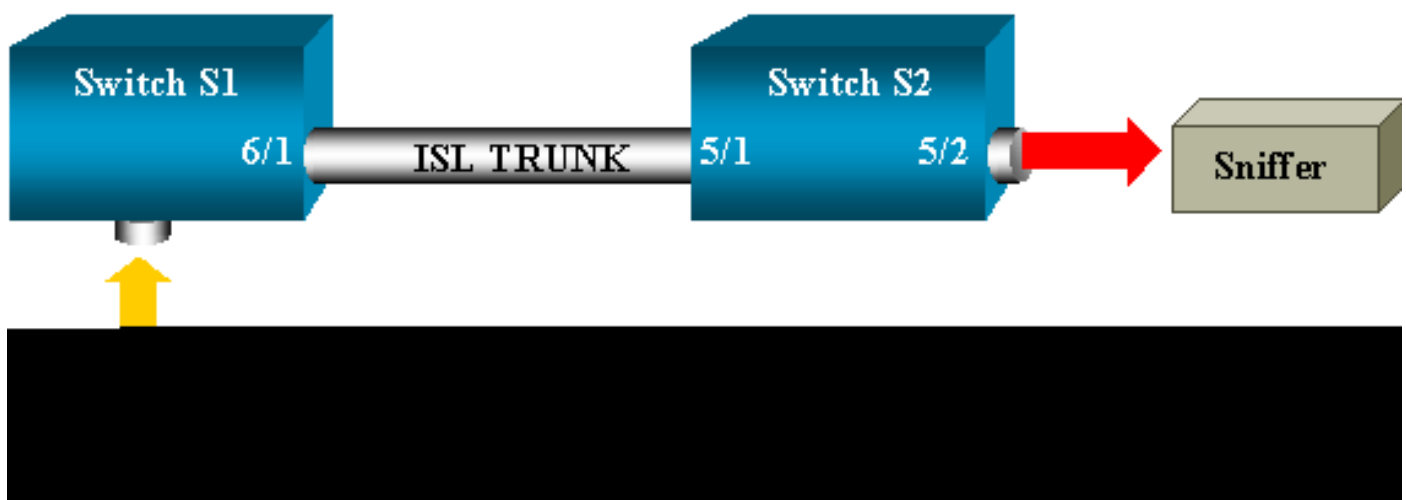 Switch S1
Switch S2
6/1
ISL TRUNK
5/1
5/2
Sniffer